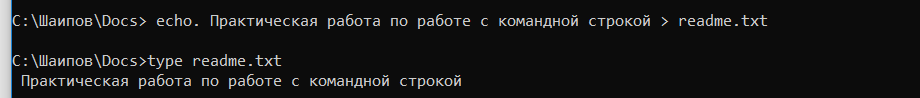 C:\Шаипов\Docs> echo. Практическая работа по работе с командной строкой > readme.txt
C:\Шаипов\Docs>type readme.txt
Практическая работа по работе с командной строкой